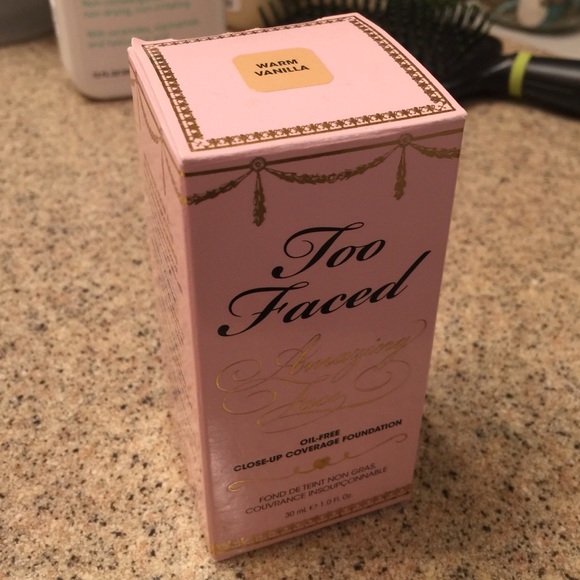 WARM
VANILLA
Too
Faced
Amazing
Face
OIL-FREE
CLOSE-UP COVERAGE FOUNDATION
FOND DE TEINT NON GRAS
COUVRANCE INSOUPÇONNABLE
30 mL e 1.0 fl. Oz.